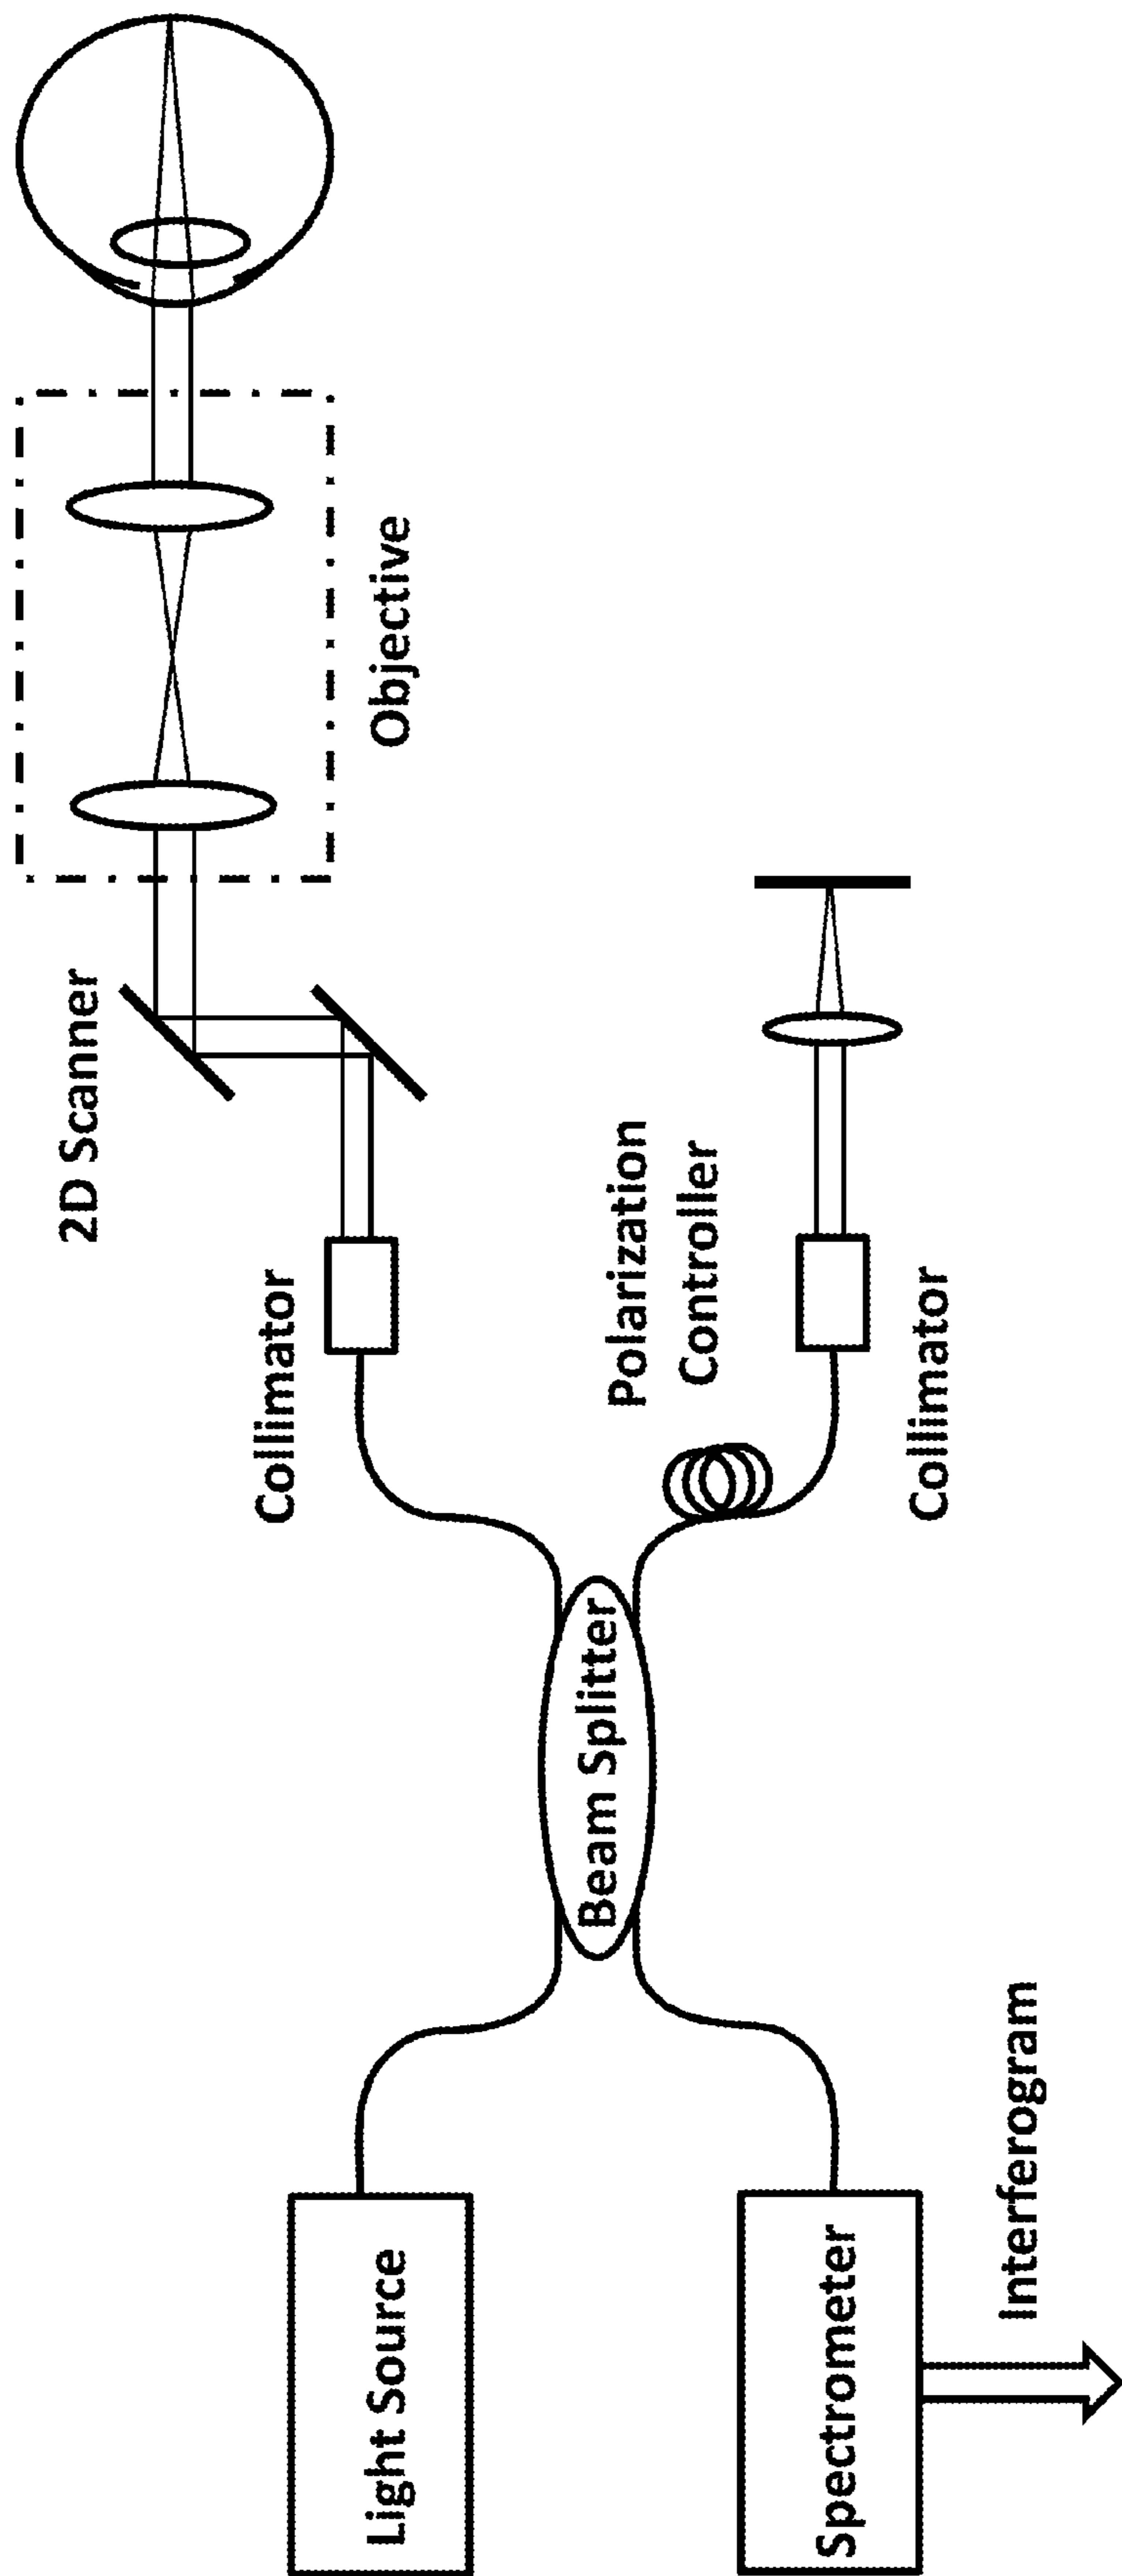 2D Scanner
Objective
Collimator
Light Source
Beam Splitter
Polarization
Controller
Collimator
Spectrometer
Interferogram